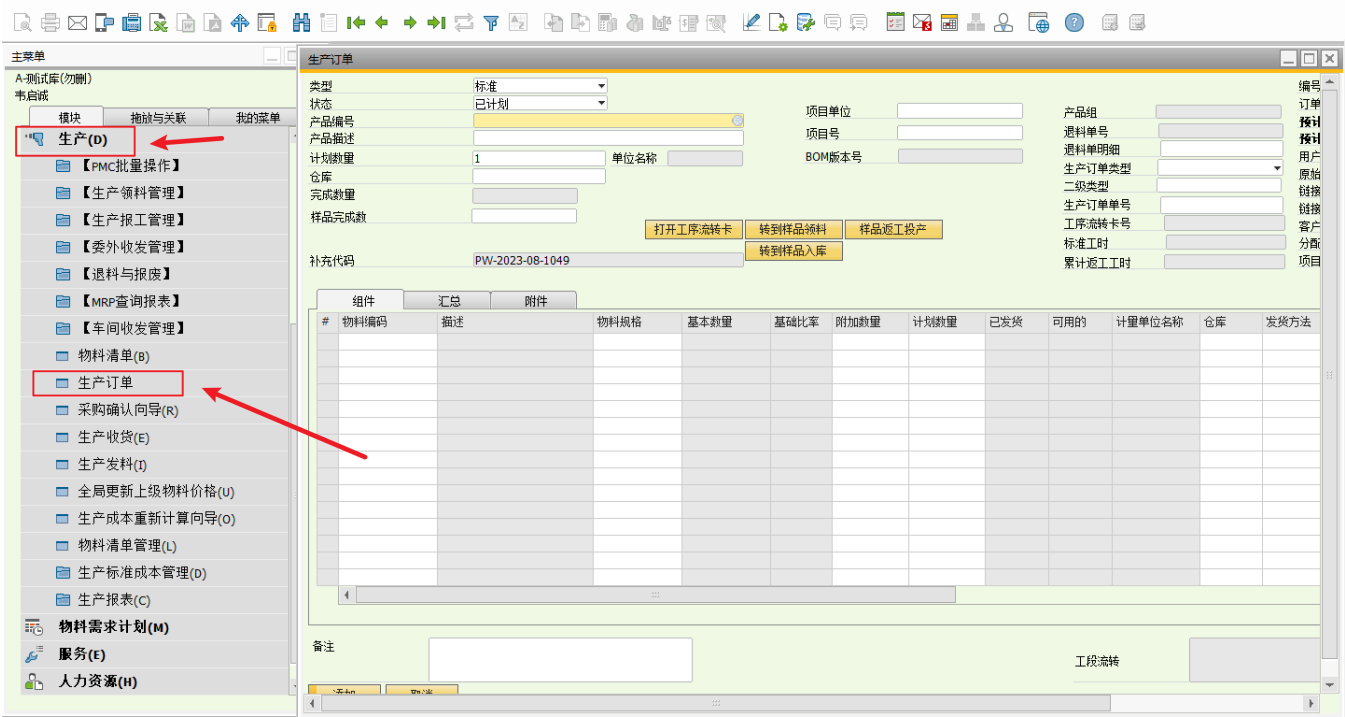 主菜单
A-测试库(勿删)
韦启诚
模块 拖放与关联 我的菜单
生产(D)
【PMC批量操作】
【生产领料管理】
【生产报工管理】
【委外收发管理】
【退料与报废】
【MRP查询报表】
【车间收发管理】
物料清单(B)
生产订单
采购确认向导(R)
生产收货(E)
生产发料(I)
全局更新上级物料价格(U)
生产成本重新计算向导(O)
物料清单管理(L)
生产标准成本管理(D)
生产报表(C)
物料需求计划(M)
服务(E)
人力资源(H)
生产订单
类型 标准
状态 已计划
产品编号
产品描述
计划数量 1 单位名称
仓库
完成数量
样品完成数
补充代码 PW-2023-08-1049
项目单位
项目号
BOM版本号
打开工序流转卡 转到样品领料 样品返工投产
转到样品入库
产品组
退料单号
退料单明细
生产订单类型
二级类型
生产订单单号
工序流转卡号
标准工时
累计返工工时
编号
订单
预计
预计
用户
原始
链接
链接
客户
分配
项目
组件 汇总 附件
# 物料编码 描述 物料规格 基本数量 基础比率 附加数量 计划数量 已发货 可用的 计量单位名称 仓库 发货方法
备注
工段流转
添加 取消